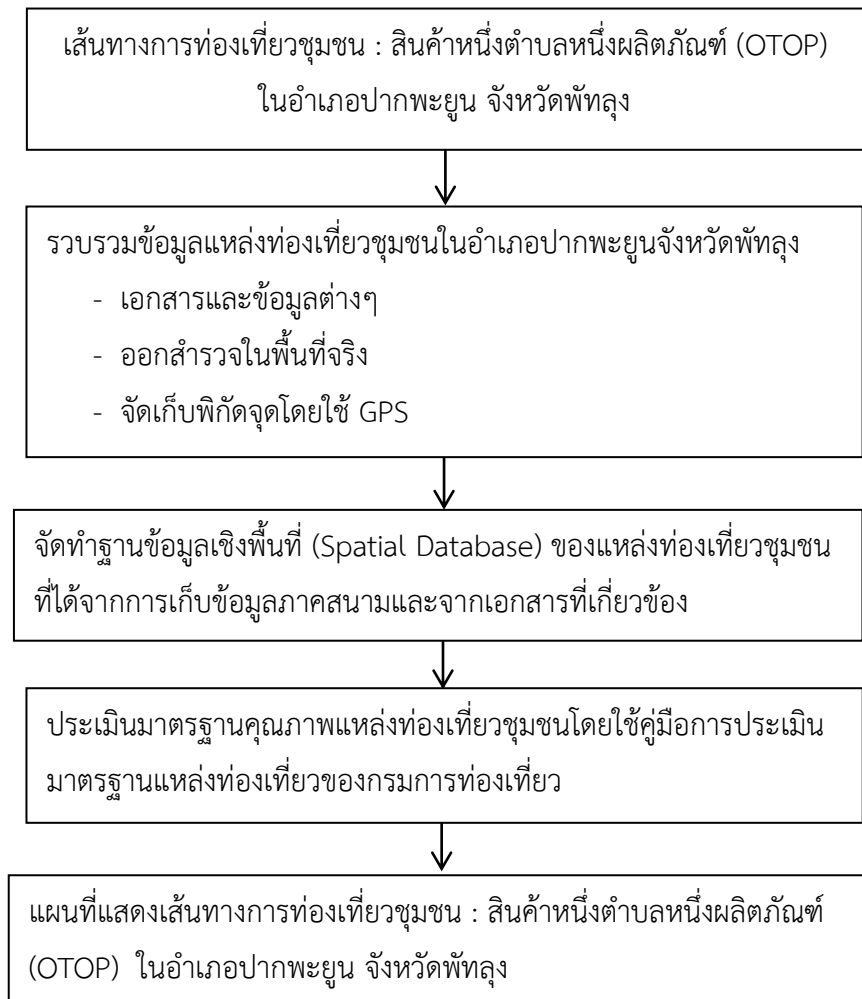 เส้นทางการท่องเที่ยวชุมชน : สินค้าหนึ่งตำบลหนึ่งผลิตภัณฑ์ (OTOP)
ในอำเภอปากพะยูน จังหวัดพัทลุง
รวบรวมข้อมูลแหล่งท่องเที่ยวชุมชนในอำเภอปากพะยูนจังหวัดพัทลุง
- เอกสารและข้อมูลต่างๆ
- ออกสำรวจในพื้นที่จริง
- จัดเก็บพิกัดจุดโดยใช้ GPS
จัดทำฐานข้อมูลเชิงพื้นที่ (Spatial Database) ของแหล่งท่องเที่ยวชุมชน
ที่ได้จากการเก็บข้อมูลภาคสนามและจากเอกสารที่เกี่ยวข้อง
ประเมินมาตรฐานคุณภาพแหล่งท่องเที่ยวชุมชนโดยใช้คู่มือการประเมิน
มาตรฐานแหล่งท่องเที่ยวของกรมการท่องเที่ยว
แผนที่แสดงเส้นทางการท่องเที่ยวชุมชน : สินค้าหนึ่งตำบลหนึ่งผลิตภัณฑ์
(OTOP) ในอำเภอปากพะยูน จังหวัดพัทลุง